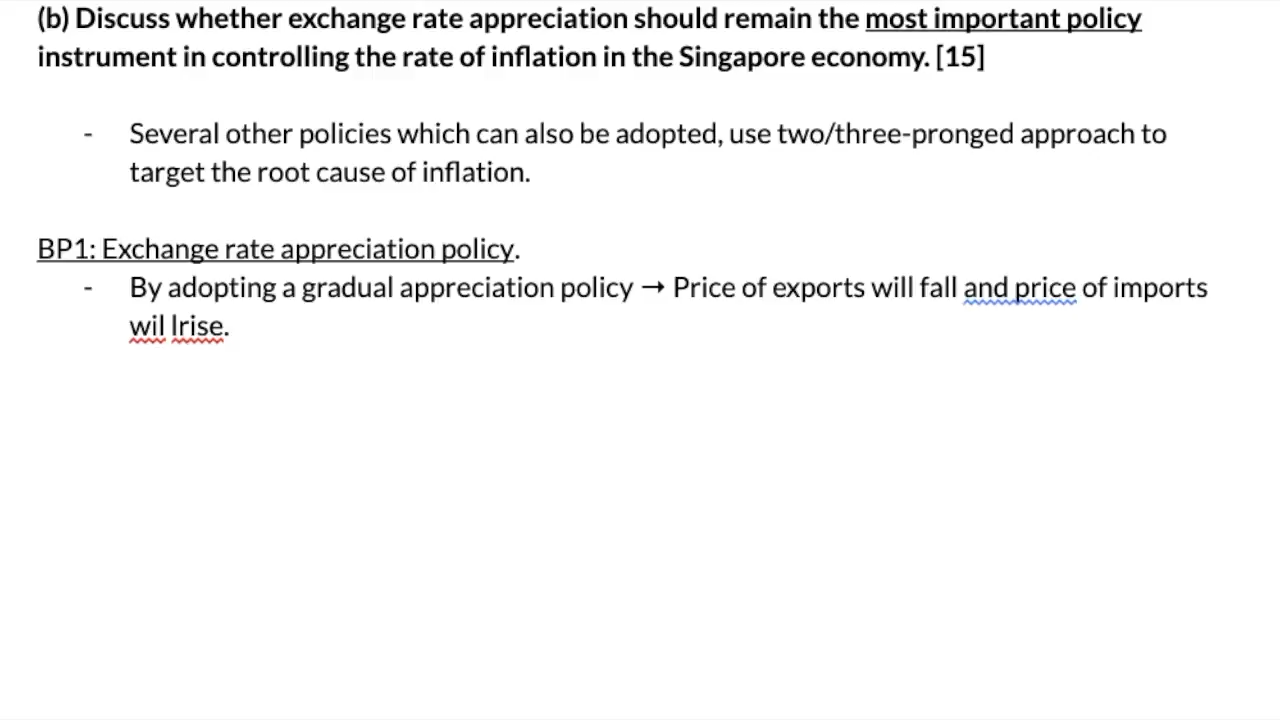 (b) Discuss whether exchange rate appreciation should remain the most important policy
instrument in controlling the rate of inflation in the Singapore economy. [15]
- Several other policies which can also be adopted, use two/three-pronged approach to
target the root cause of inflation.
BP1: Exchange rate appreciation policy.
- By adopting a gradual appreciation policy → Price of exports will fall and price of imports
wil lrise.